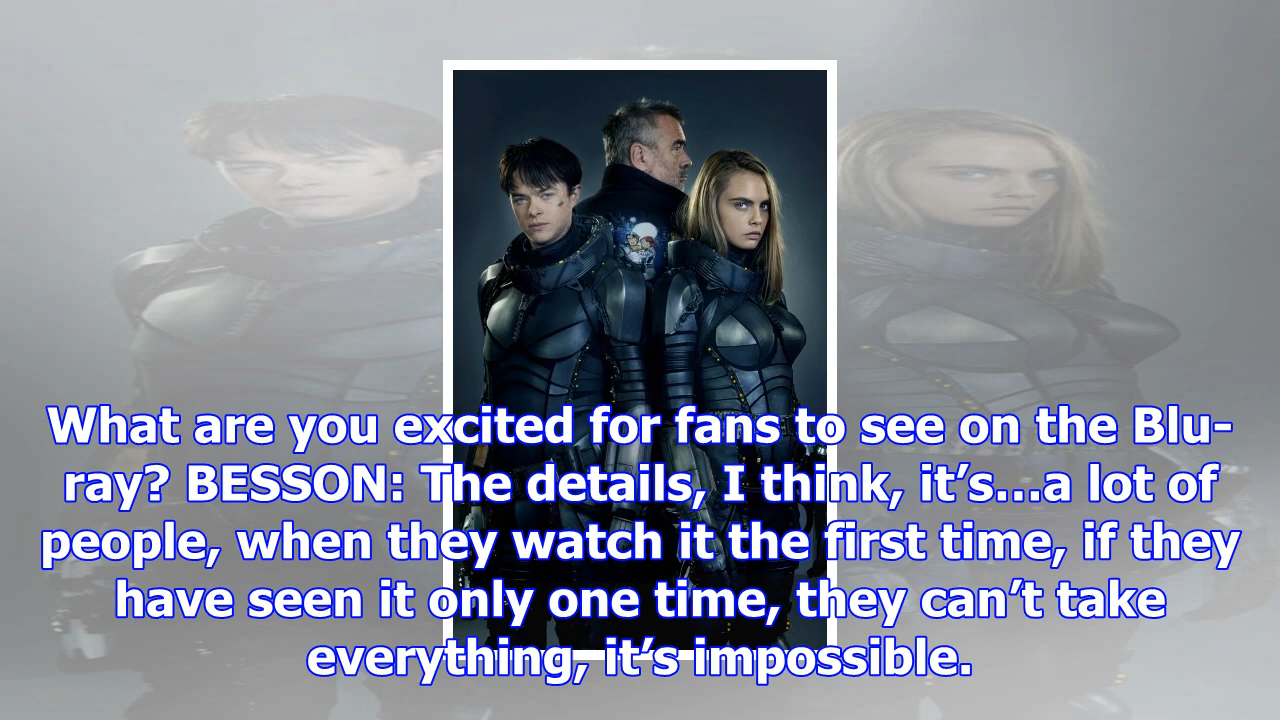 What are you excited for fans to see on the Blu-
ray? BESSON: The details, I think, it’s…a lot of
people, when they watch it the first time, if they
have seen it only one time, they can’t take
everything, it’s impossible.